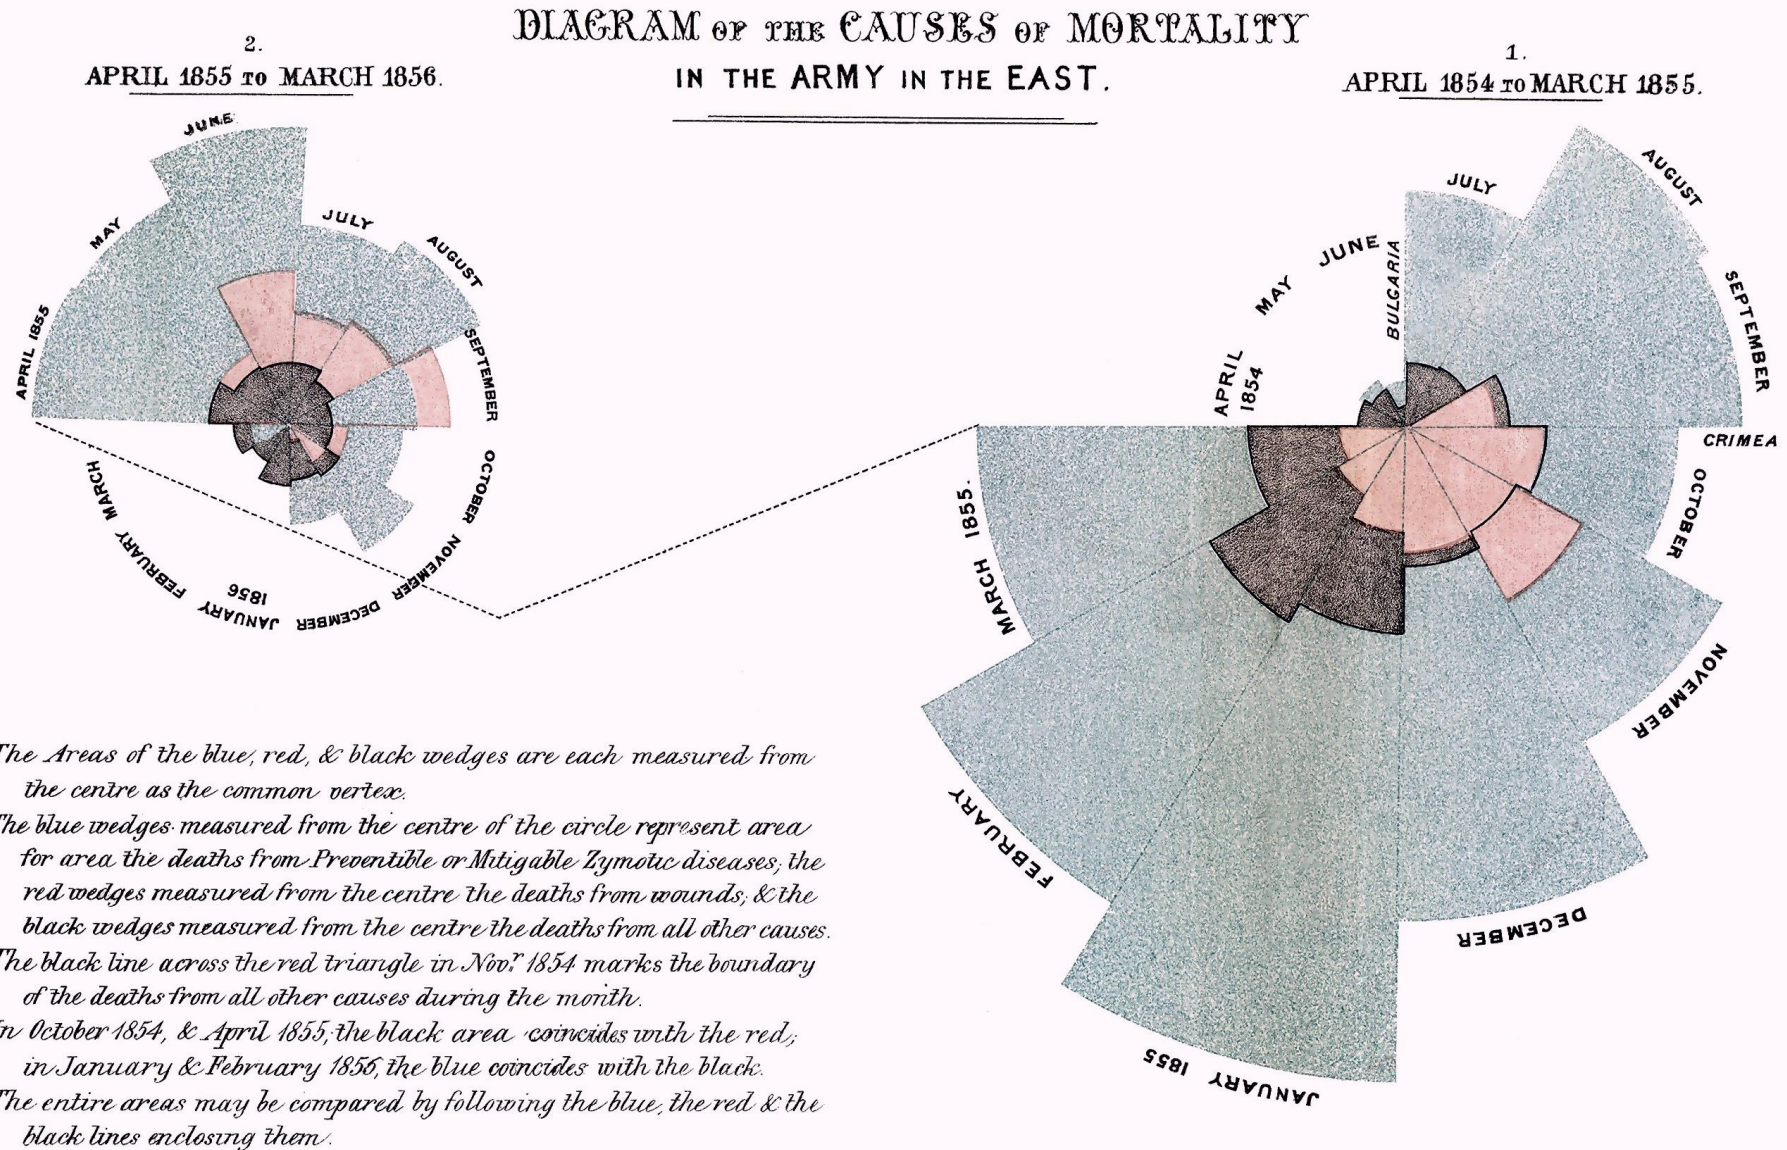 DIAGRAM OF THE CAUSES OF MORTALITY
IN THE ARMY IN THE EAST.
2.
APRIL 1855 TO MARCH 1856.
1.
APRIL 1854 TO MARCH 1855.
APRIL 1855
MAY
JUNE
JULY
AUGUST
SEPTEMBER
OCTOBER
NOVEMBER
DECEMBER
JANUARY
1856
FEBRUARY
MARCH
APRIL
1854
MAY
JUNE
BULGARIA
JULY
AUGUST
SEPTEMBER
CRIMEA
OCTOBER
NOVEMBER
DECEMBER
JANUARY 1855
FEBRUARY
MARCH 1855.
The Areas of the blue, red, & black wedges are each measured from
the centre as the common vertex.
The blue wedges measured from the centre of the circle represent area
for area the deaths from Preventible or Mitigable Zymotic diseases; the
red wedges measured from the centre the deaths from wounds; & the
black wedges measured from the centre the deaths from all other causes.
The black line across the red triangle in Novr. 1854 marks the boundary
of the deaths from all other causes during the month.
In October 1854, & April 1855, the black area coincides with the red;
in January & February 1856, the blue coincides with the black.
The entire areas may be compared by following the blue, the red & the
black lines enclosing them.